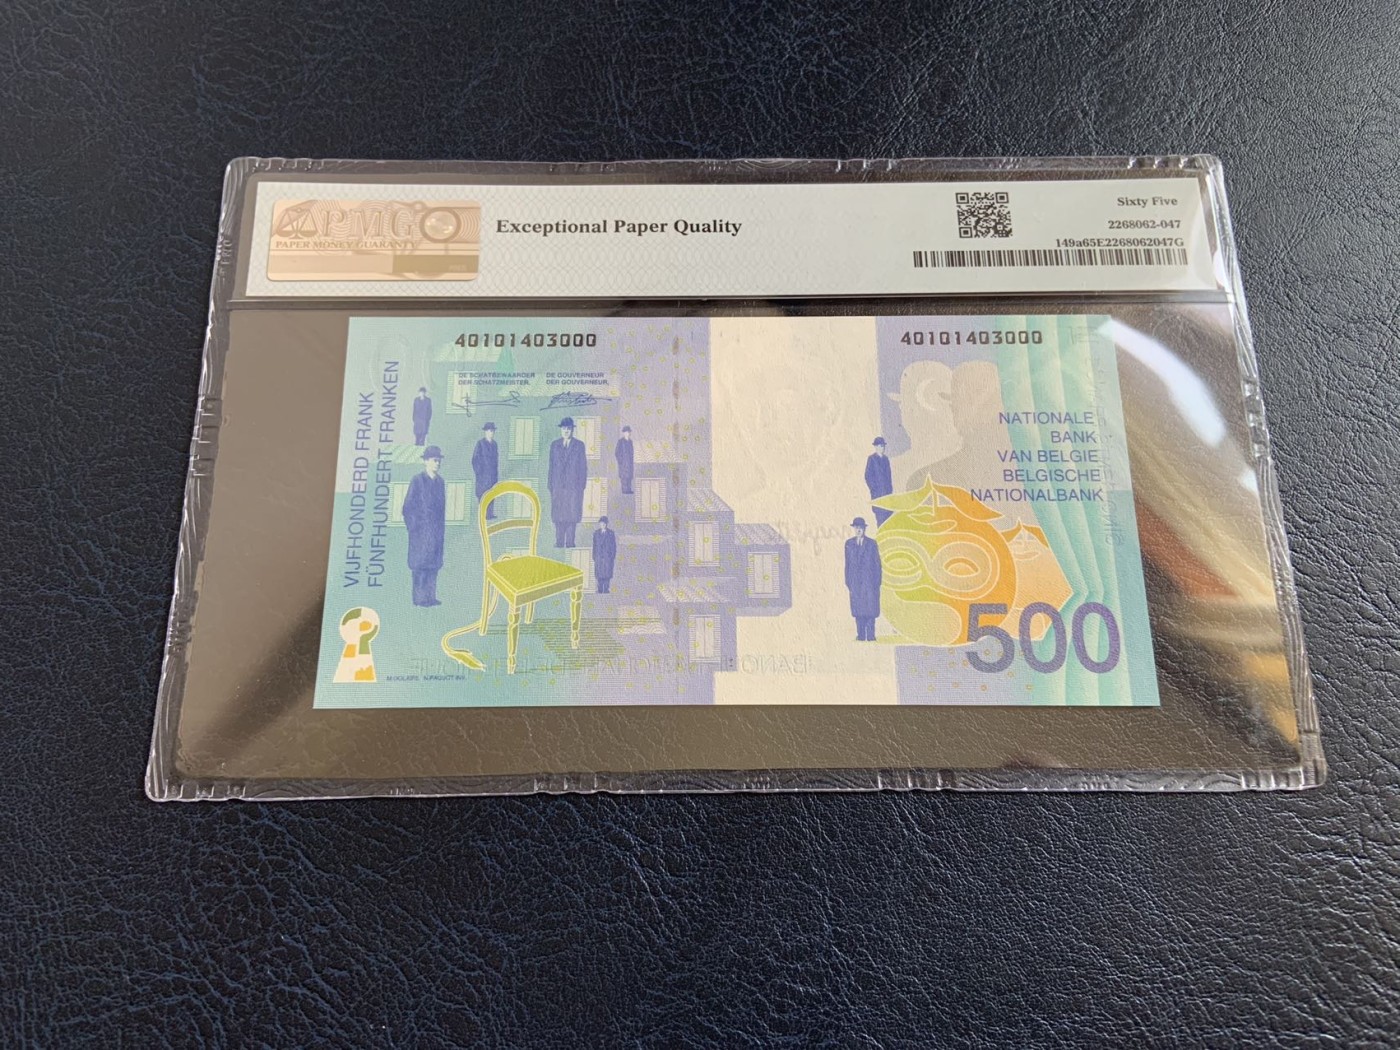 PMG
PAPER MONEY GUARANTY
Exceptional Paper Quality
Sixty Five
2268062-047
149a65E2268062047G
40101403000
40101403000
DE SCHATBEWAARDER
DER SCHATZMEISTER,
DE GOUVERNEUR
DER GOUVERNEUR,
VIJFHONDERD FRANK
FÜNFHUNDERT FRANKEN
NATIONALE
BANK
VAN BELGIE
BELGISCHE
NATIONALBANK
500